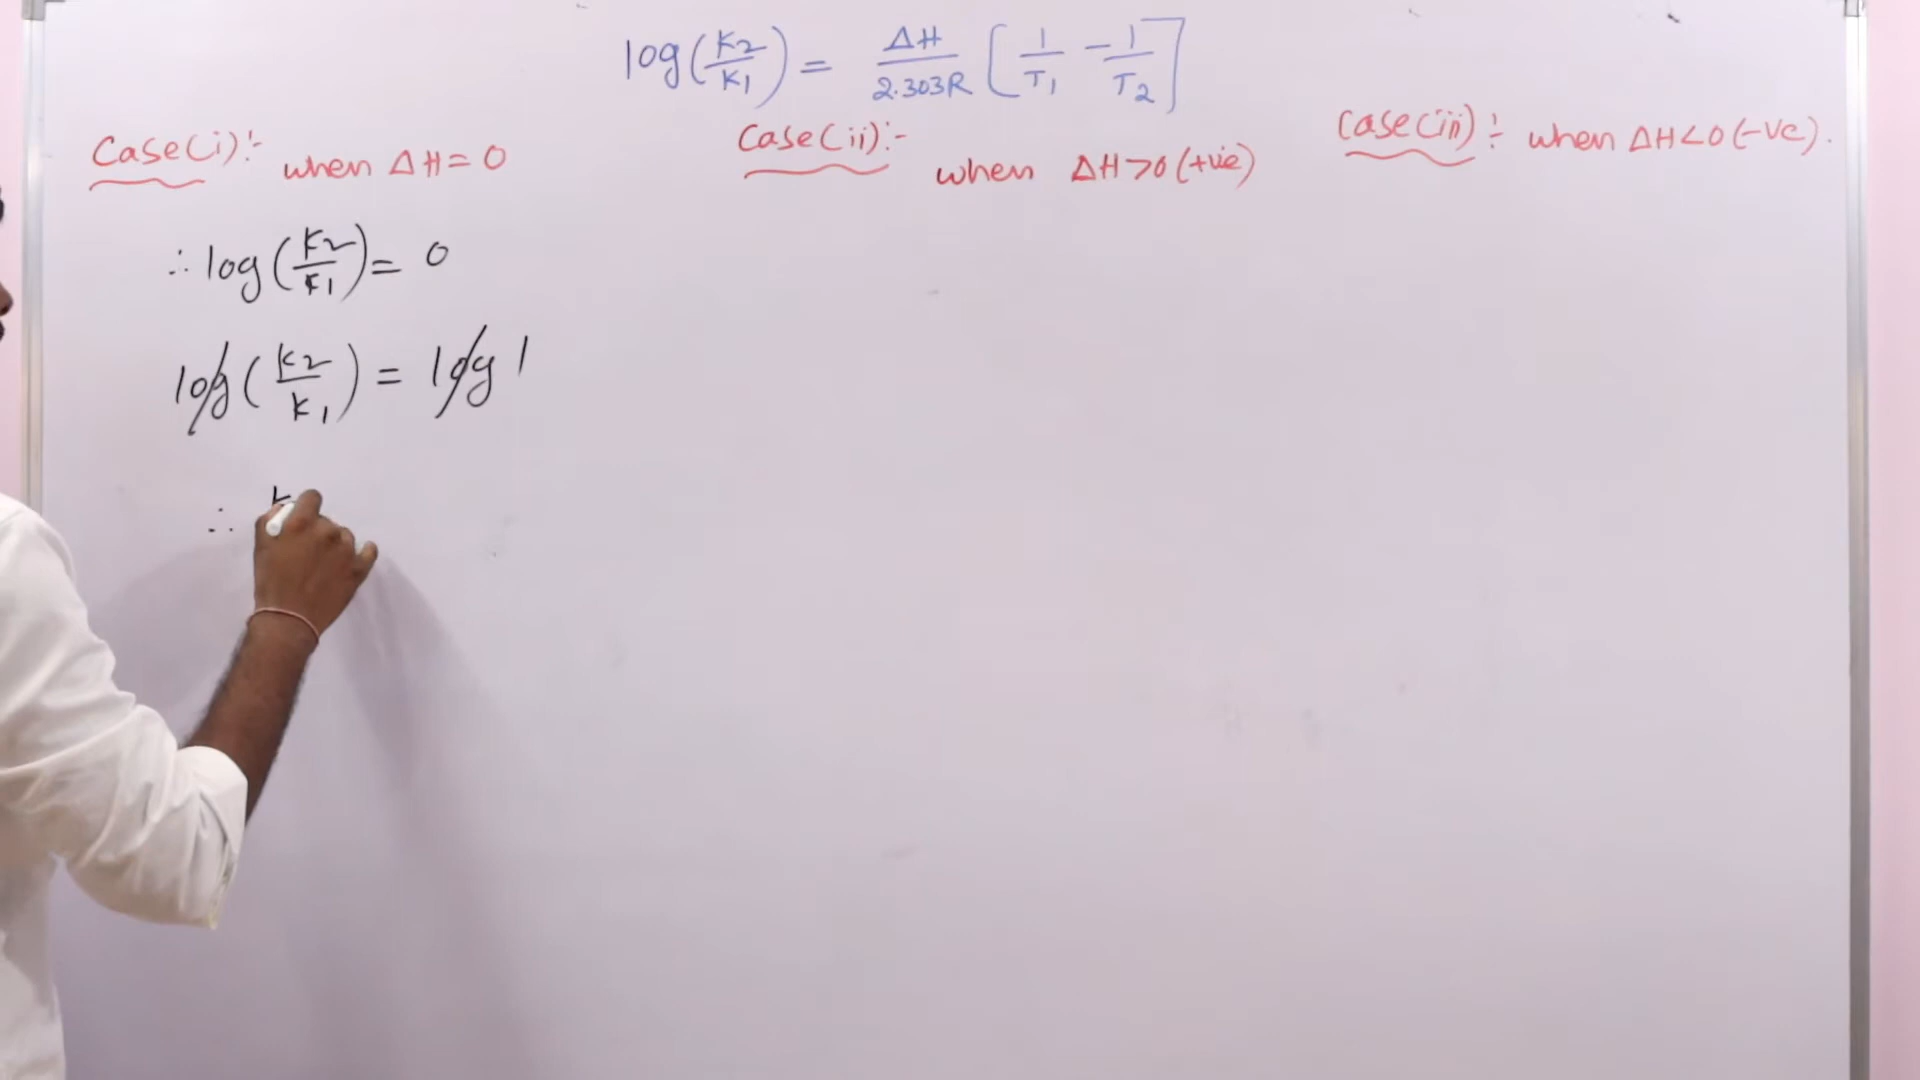 log(K2/K1) = ΔH/2.303R [1/T1 - 1/T2]
Case(i):- when ΔH = 0
∴ log(K2/K1) = 0
log(K2/K1) = log 1
∴ K
Case(ii):-
when ΔH>0(+vie)
Case(iii):- when ΔH<0(-ve).